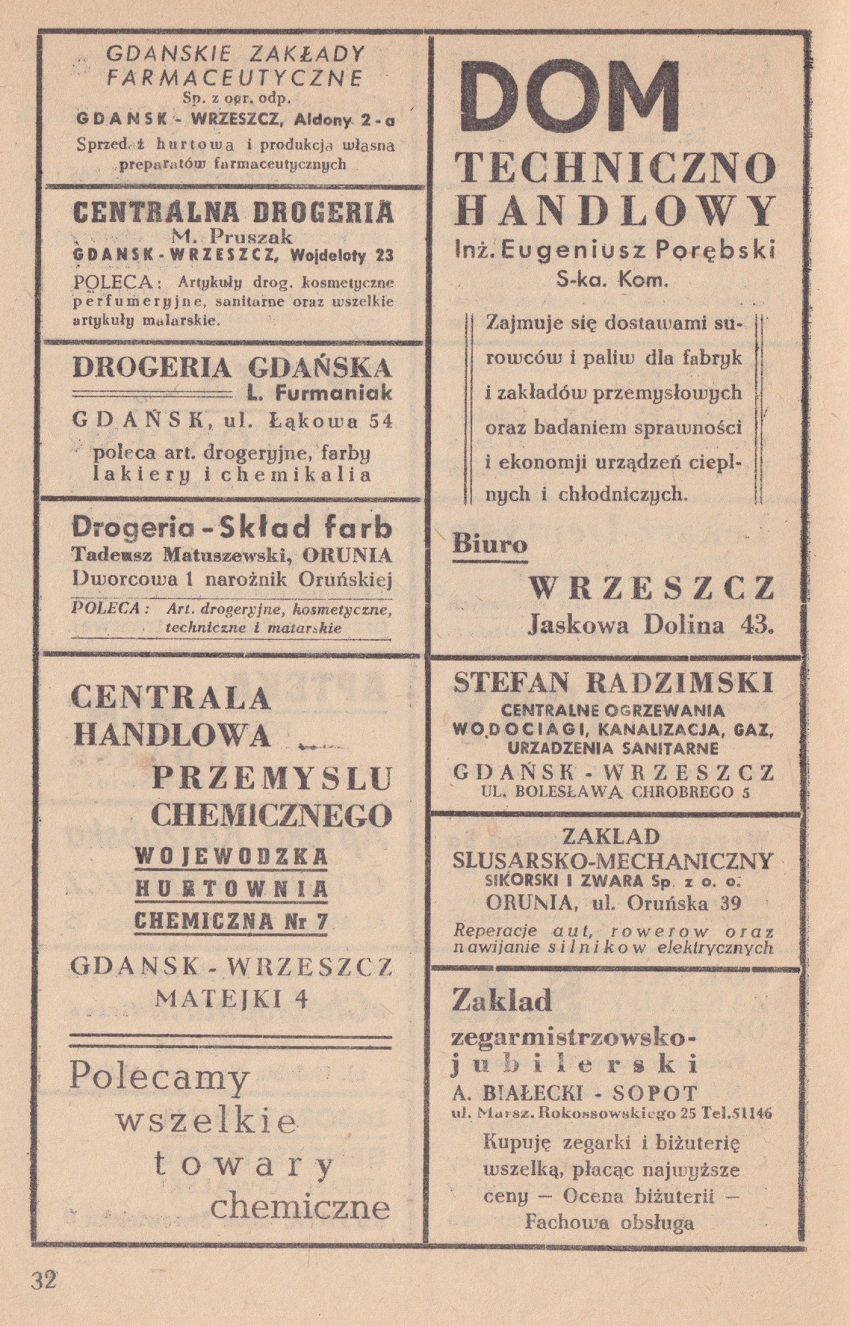 GDANSKIE ZAKŁADY
FARMACEUTYCZNE
Sp. z ogr. odp.
GDANSK - WRZESZCZ, Aldony 2-a
Sprzed. ż hurtowa i produkcja własna
preparatów farmaceutycznych
CENTRALNA DROGERIA
M. Pruszak
GDANSK-WRZESZCZ, Wojdeloty 23
POLECA: Artykuły drog. kosmetyczne
perfumeryjne, sanitarne oraz wszelkie
artykuły malarskie.
DROGERIA GDAŃSKA
L. Furmaniak
GDAŃSK, ul. Łąkowa 54
poleca art. drogeryjne, farby
lakiery i chemikalia
Drogeria - Skład farb
Tadeusz Matuszewski, ORUNIA
Dworcowa 1 narożnik Oruńskiej
POLECA: Art. drogeryjne, kosmetyczne,
techniczne i malarskie
CENTRALA
HANDLOWA
PRZEMYSLU
CHEMICZNEGO
WOJEWODZKA
HURTOWNIA
CHEMICZNA Nr 7
GDANSK-WRZESZCZ
MATEJKI 4
Polecamy
wszelkie
towary
chemiczne
DOM
TECHNICZNO
HANDLOWY
Inż. Eugeniusz Porębski
S-ka. Kom.
Zajmuje się dostawami su-
rowców i paliw dla fabryk
i zakładów przemysłowych
oraz badaniem sprawności
i ekonomji urządzeń ciepl-
nych i chłodniczych.
Biuro
WRZESZCZ
Jaskowa Dolina 43.
STEFAN RADZIMSKI
CENTRALNE OGRZEWANIA
WODOCIAGI, KANALIZACJA, GAZ,
URZADZENIA SANITARNE
GDAŃSK-WRZESZCZ
UL. BOLESŁAWA CHROBREGO 5
ZAKLAD
SLUSARSKO-MECHANICZNY
SIKORSKI I ZWARA Sp. z o. o.
ORUNIA, ul. Oruńska 39
Reperacje aut, rowerow oraz
nawijanie silnikow elektrycznych
Zaklad
zegarmistrzowsko-
jubilerski
A. BIAŁECKI - SOPOT
ul. Marsz. Rokossowskiego 25 Tel. 51146
Kupuję zegarki i biżuterię
wszelką, płacąc najwyższe
ceny — Ocena biżuterii —
Fachowa obsługa
32